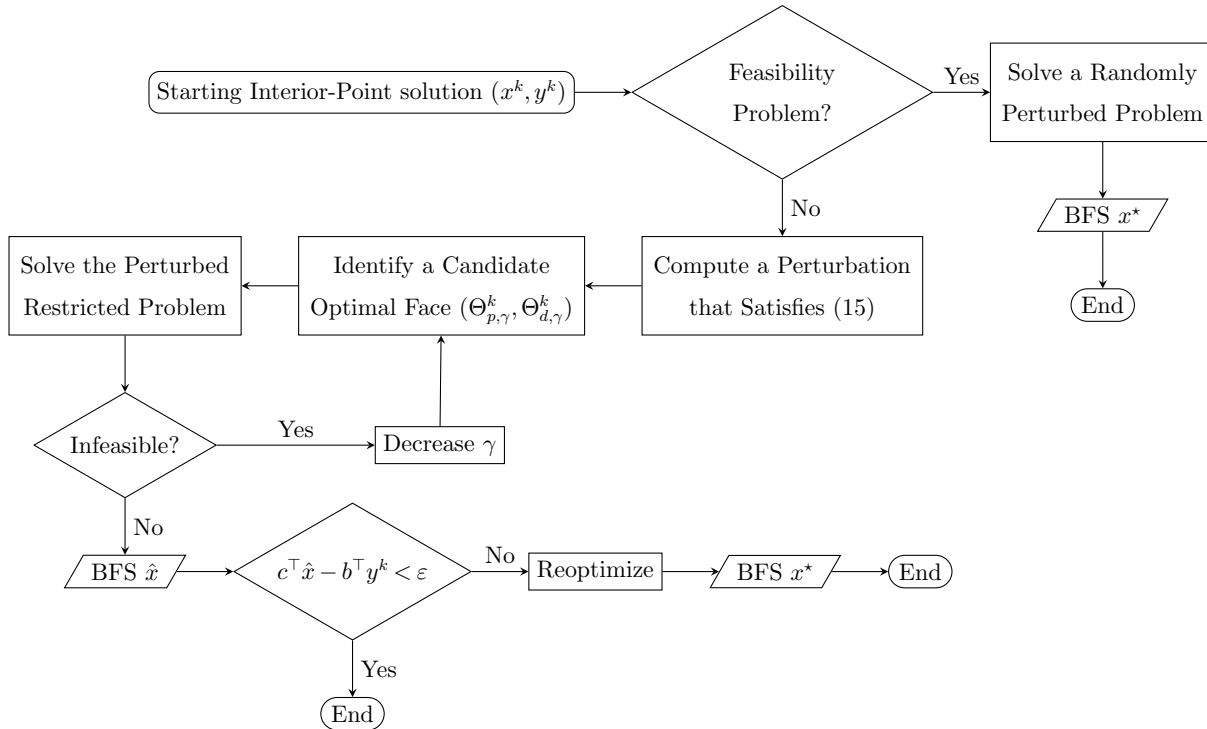 Starting Interior-Point solution (x^k, y^k)
Feasibility
Problem?
Yes
Solve a Randomly
Perturbed Problem
No
BFS x^⋆
End
Solve the Perturbed
Restricted Problem
Identify a Candidate
Optimal Face (Θ^k_{p,γ}, Θ^k_{d,γ})
Compute a Perturbation
that Satisfies (15)
Infeasible?
Yes
Decrease γ
No
BFS x̂
c^⊤x̂ − b^⊤y^k < ε
No
Reoptimize
BFS x^⋆
End
Yes
End